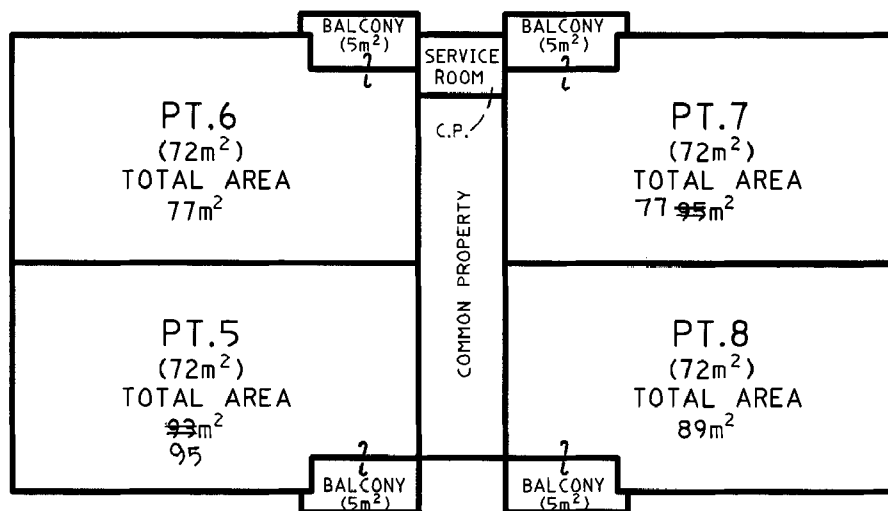 BALCONY
(5m²)
BALCONY
(5m²)
SERVICE
ROOM
C.P.
PT.6
(72m²)
TOTAL AREA
77m²
PT.7
(72m²)
TOTAL AREA
77 95m²
COMMON PROPERTY
PT.5
(72m²)
TOTAL AREA
93m²
95
PT.8
(72m²)
TOTAL AREA
89m²
BALCONY
(5m²)
BALCONY
(5m²)